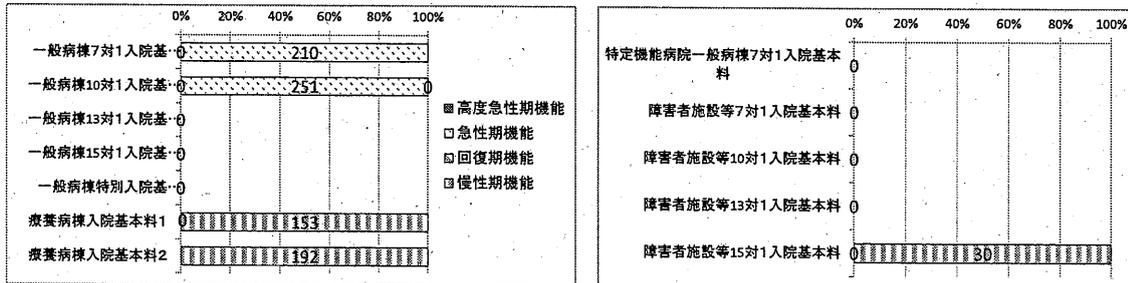 0% 20% 40% 60% 80% 100%
一般病棟7対1入院基… 0 210
一般病棟10対1入院基… 0 251 0
一般病棟13対1入院基… 0
一般病棟15対1入院基… 0
一般病棟特別入院基… 0
療養病棟入院基本料1 0 153
療養病棟入院基本料2 192
高度急性期機能
急性期機能
回復期機能
慢性期機能
0% 20% 40% 60% 80% 100%
特定機能病院一般病棟7対1入院基本
料 0
障害者施設等7対1入院基本料 0
障害者施設等10対1入院基本料 0
障害者施設等13対1入院基本料 0
障害者施設等15対1入院基本料 0 30